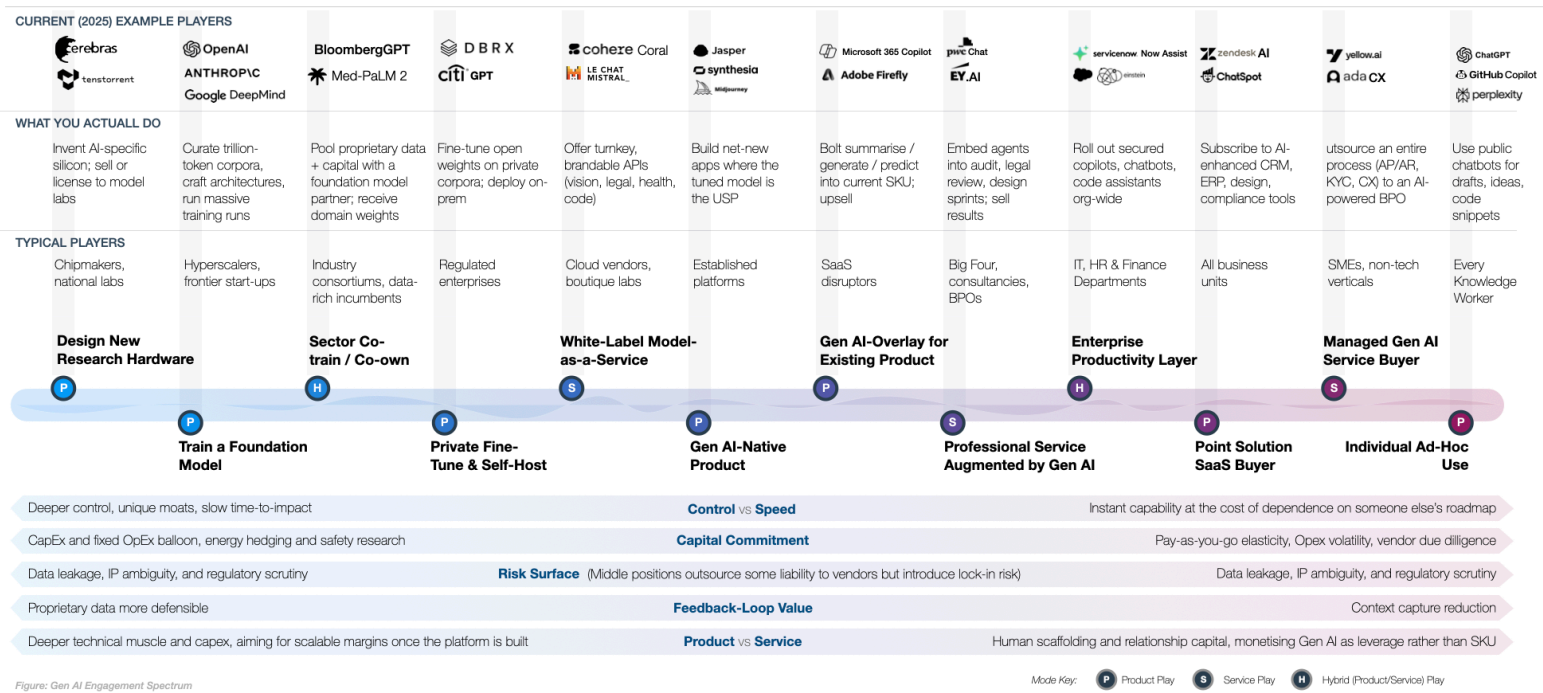 CURRENT (2025) EXAMPLE PLAYERS
cerebras
tenstorrent
OpenAI
ANTHROP\C
Google DeepMind
BloombergGPT
Med-PaLM 2
DBRX
citi GPT
cohere Coral
LE CHAT
MISTRAL_
Jasper
synthesia
Midjourney
Microsoft 365 Copilot
Adobe Firefly
pwc Chat
EY.AI
servicenow Now Assist
einstein
zendesk AI
ChatSpot
yellow.ai
ada CX
ChatGPT
GitHub Copilot
perplexity
WHAT YOU ACTUALL DO
Invent AI-specific
silicon; sell or
license to model
labs
Curate trillion-
token corpora,
craft architectures,
run massive
training runs
Pool proprietary data
+ capital with a
foundation model
partner; receive
domain weights
Fine-tune open
weights on private
corpora; deploy on-
prem
Offer turnkey,
brandable APIs
(vision, legal, health,
code)
Build net-new
apps where the
tuned model is
the USP
Bolt summarise /
generate / predict
into current SKU;
upsell
Embed agents
into audit, legal
review, design
sprints; sell
results
Roll out secured
copilots, chatbots,
code assistants
org-wide
Subscribe to AI-
enhanced CRM,
ERP, design,
compliance tools
utsource an entire
process (AP/AR,
KYC, CX) to an AI-
powered BPO
Use public
chatbots for
drafts, ideas,
code
snippets
TYPICAL PLAYERS
Chipmakers,
national labs
Hyperscalers,
frontier start-ups
Industry
consortiums, data-
rich incumbents
Regulated
enterprises
Cloud vendors,
boutique labs
Established
platforms
SaaS
disruptors
Big Four,
consultancies,
BPOs
IT, HR & Finance
Departments
All business
units
SMEs, non-tech
verticals
Every
Knowledge
Worker
Design New
Research Hardware
Sector Co-
train / Co-own
White-Label Model-
as-a-Service
Gen AI-Overlay for
Existing Product
Enterprise
Productivity Layer
Managed Gen AI
Service Buyer
P
H
S
P
H
S
P
P
P
S
P
P
Train a Foundation
Model
Private Fine-
Tune & Self-Host
Gen AI-Native
Product
Professional Service
Augmented by Gen AI
Point Solution
SaaS Buyer
Individual Ad-Hoc
Use
Deeper control, unique moats, slow time-to-impact
Control vs Speed
Instant capability at the cost of dependence on someone else's roadmap
CapEx and fixed OpEx balloon, energy hedging and safety research
Capital Commitment
Pay-as-you-go elasticity, Opex volatility, vendor due dilligence
Data leakage, IP ambiguity, and regulatory scrutiny
Risk Surface (Middle positions outsource some liability to vendors but introduce lock-in risk)
Data leakage, IP ambiguity, and regulatory scrutiny
Proprietary data more defensible
Feedback-Loop Value
Context capture reduction
Deeper technical muscle and capex, aiming for scalable margins once the platform is built
Product vs Service
Human scaffolding and relationship capital, monetising Gen AI as leverage rather than SKU
Figure: Gen AI Engagement Spectrum
Mode Key:
P Product Play
S Service Play
H Hybrid (Product/Service) Play